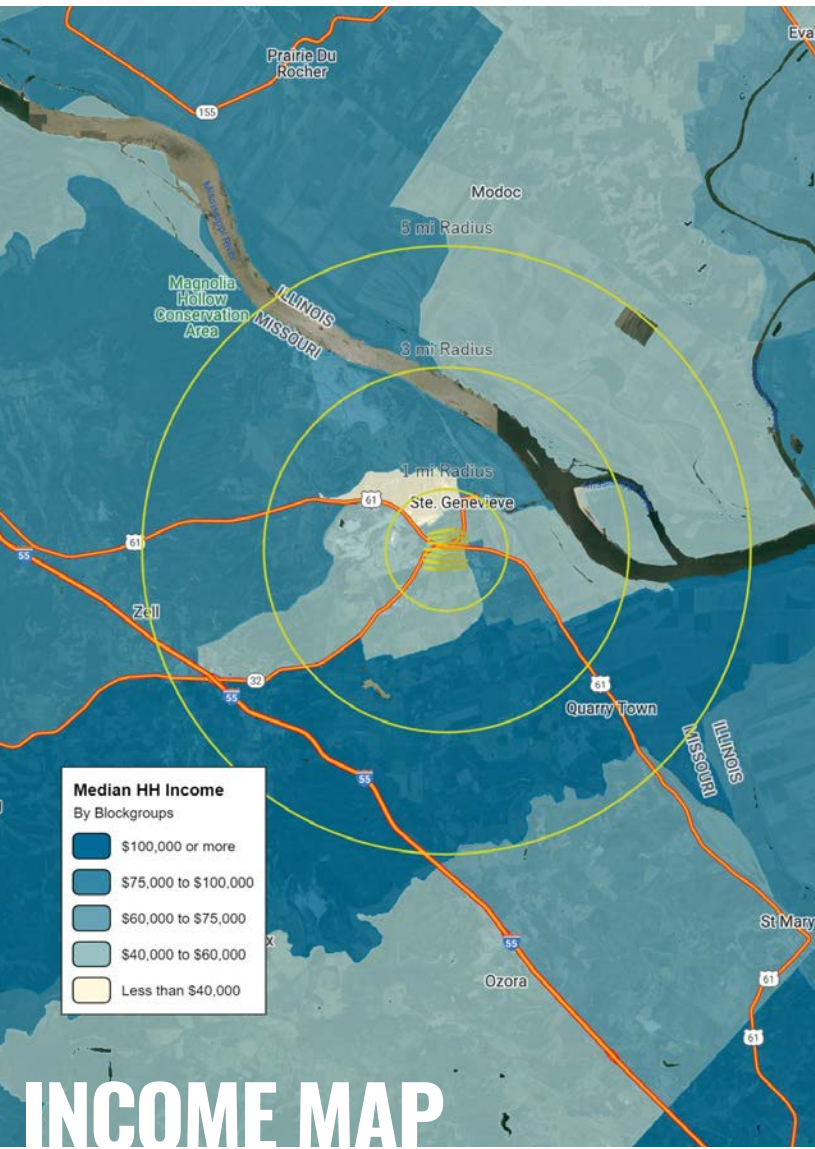 Eva
Prairie Du
Rocher
155
Modoc
Mississippi River
5 mi Radius
Magnolia
Hollow
Conservation
Area
ILLINOIS
MISSOURI
3 mi Radius
1 mi Radius
61
Ste. Genevieve
61
55
Zell
32
55
61
Quarry Town
MISSOURI
ILLINOIS
55
Median HH Income
By Blockgroups
$100,000 or more
$75,000 to $100,000
$60,000 to $75,000
$40,000 to $60,000
Less than $40,000
x
St Mary
55
Ozora
61
61
INCOME MAP